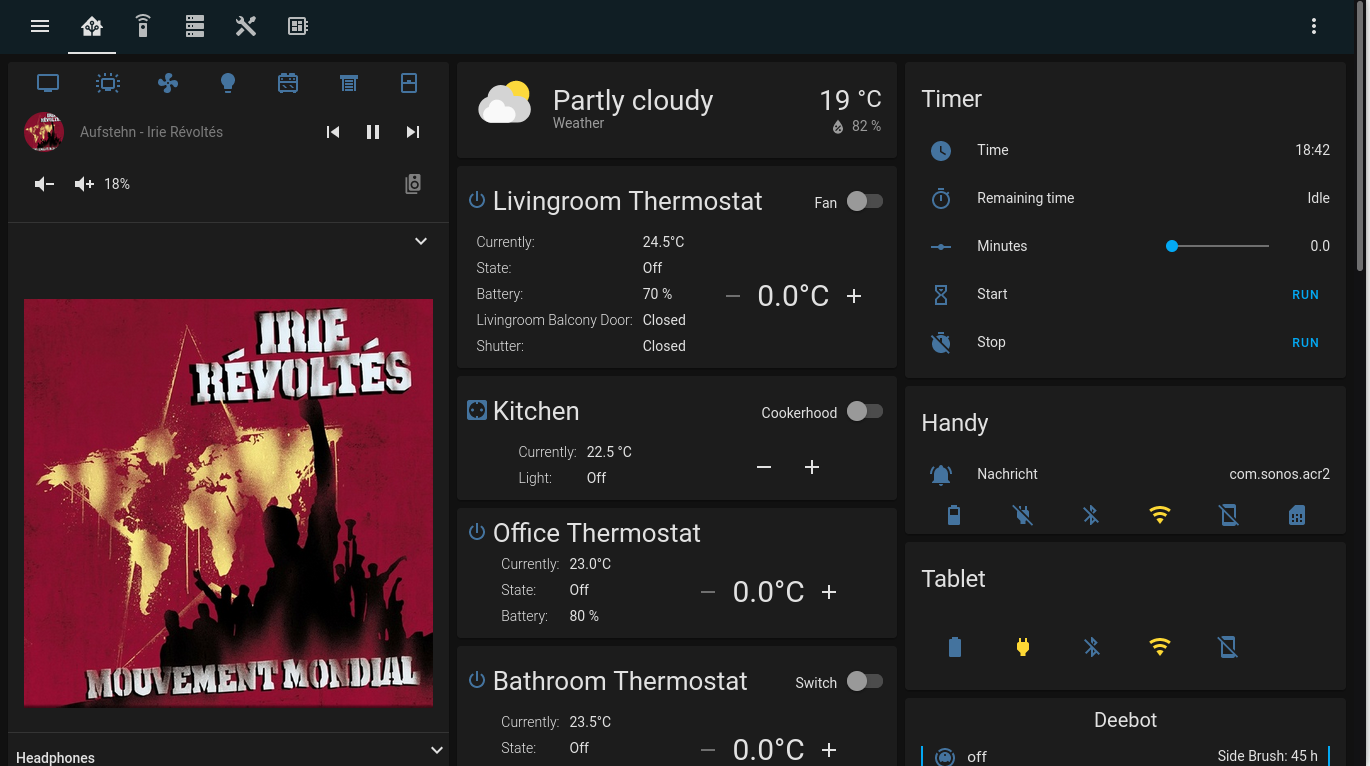 Aufstehn - Irie Révoltés
18%
IRIE
RÉVOLTÉS
MOUVEMENT MONDIAL
Headphones
Partly cloudy
Weather
19 °C
82 %
Livingroom Thermostat
Fan
Currently: 24.5°C
State: Off
Battery: 70 %
Livingroom Balcony Door: Closed
Shutter: Closed
0.0°C
Kitchen
Cookerhood
Currently: 22.5 °C
Light: Off
Office Thermostat
Currently: 23.0°C
State: Off
Battery: 80 %
0.0°C
Bathroom Thermostat
Switch
Currently: 23.5°C
State: Off
0.0°C
Timer
Time 18:42
Remaining time Idle
Minutes 0.0
Start RUN
Stop RUN
Handy
Nachricht com.sonos.acr2
Tablet
Deebot
off Side Brush: 45 h